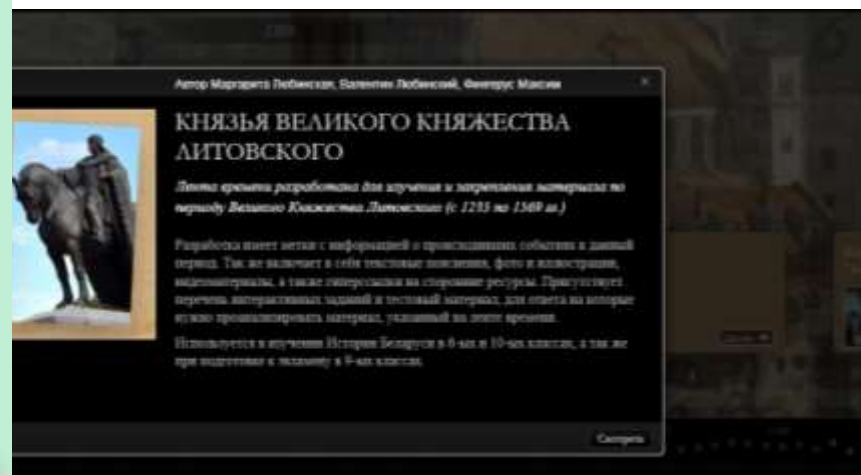 Автор Маргарита Любинская, Валентин Любинский, Фингерус Максим
КНЯЗЬЯ ВЕЛИКОГО КНЯЖЕСТВА
ЛИТОВСКОГО
Лента времени разработана для изучения и закрепления материала по
периоду Великого Княжества Литовского (с 1235 по 1569 гг.)
Разработка имеет метки с информацией о происходивших событиях в данный
период. Так же включает в себя текстовые пояснения, фото и иллюстрации,
видеоматериалы, а также гиперссылки на сторонние ресурсы. Присутствует
перечень интерактивных заданий и тестовый материал, для ответа на которые
нужно проанализировать материал, указанный на ленте времени.
Используется в изучении Истории Беларуси в 6-ых и 10-ых классах, а так же
при подготовке к экзамену в 9-ых классах.
Смотреть